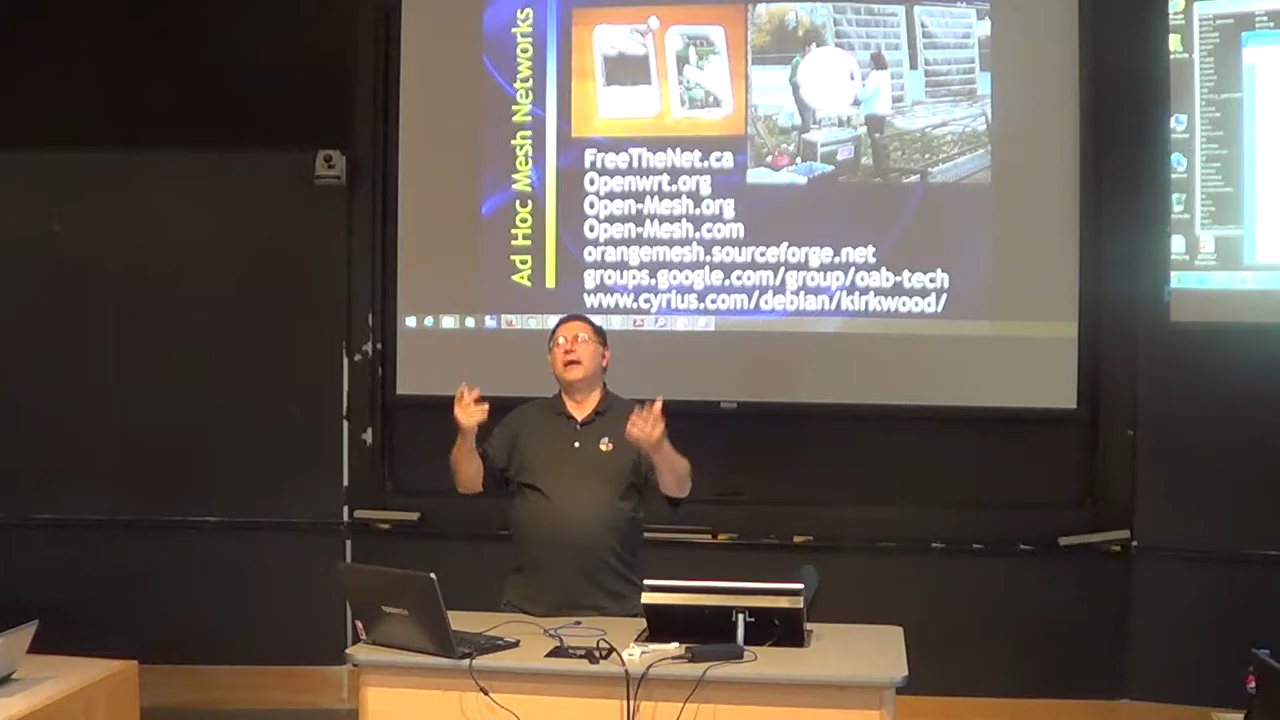 Ad Hoc Mesh Networks
FreeTheNet.ca
Openwrt.org
Open-Mesh.org
Open-Mesh.com
orangemesh.sourceforge.net
groups.google.com/group/oab-tech
www.cyrius.com/debian/kirkwood/
TOSHIBA